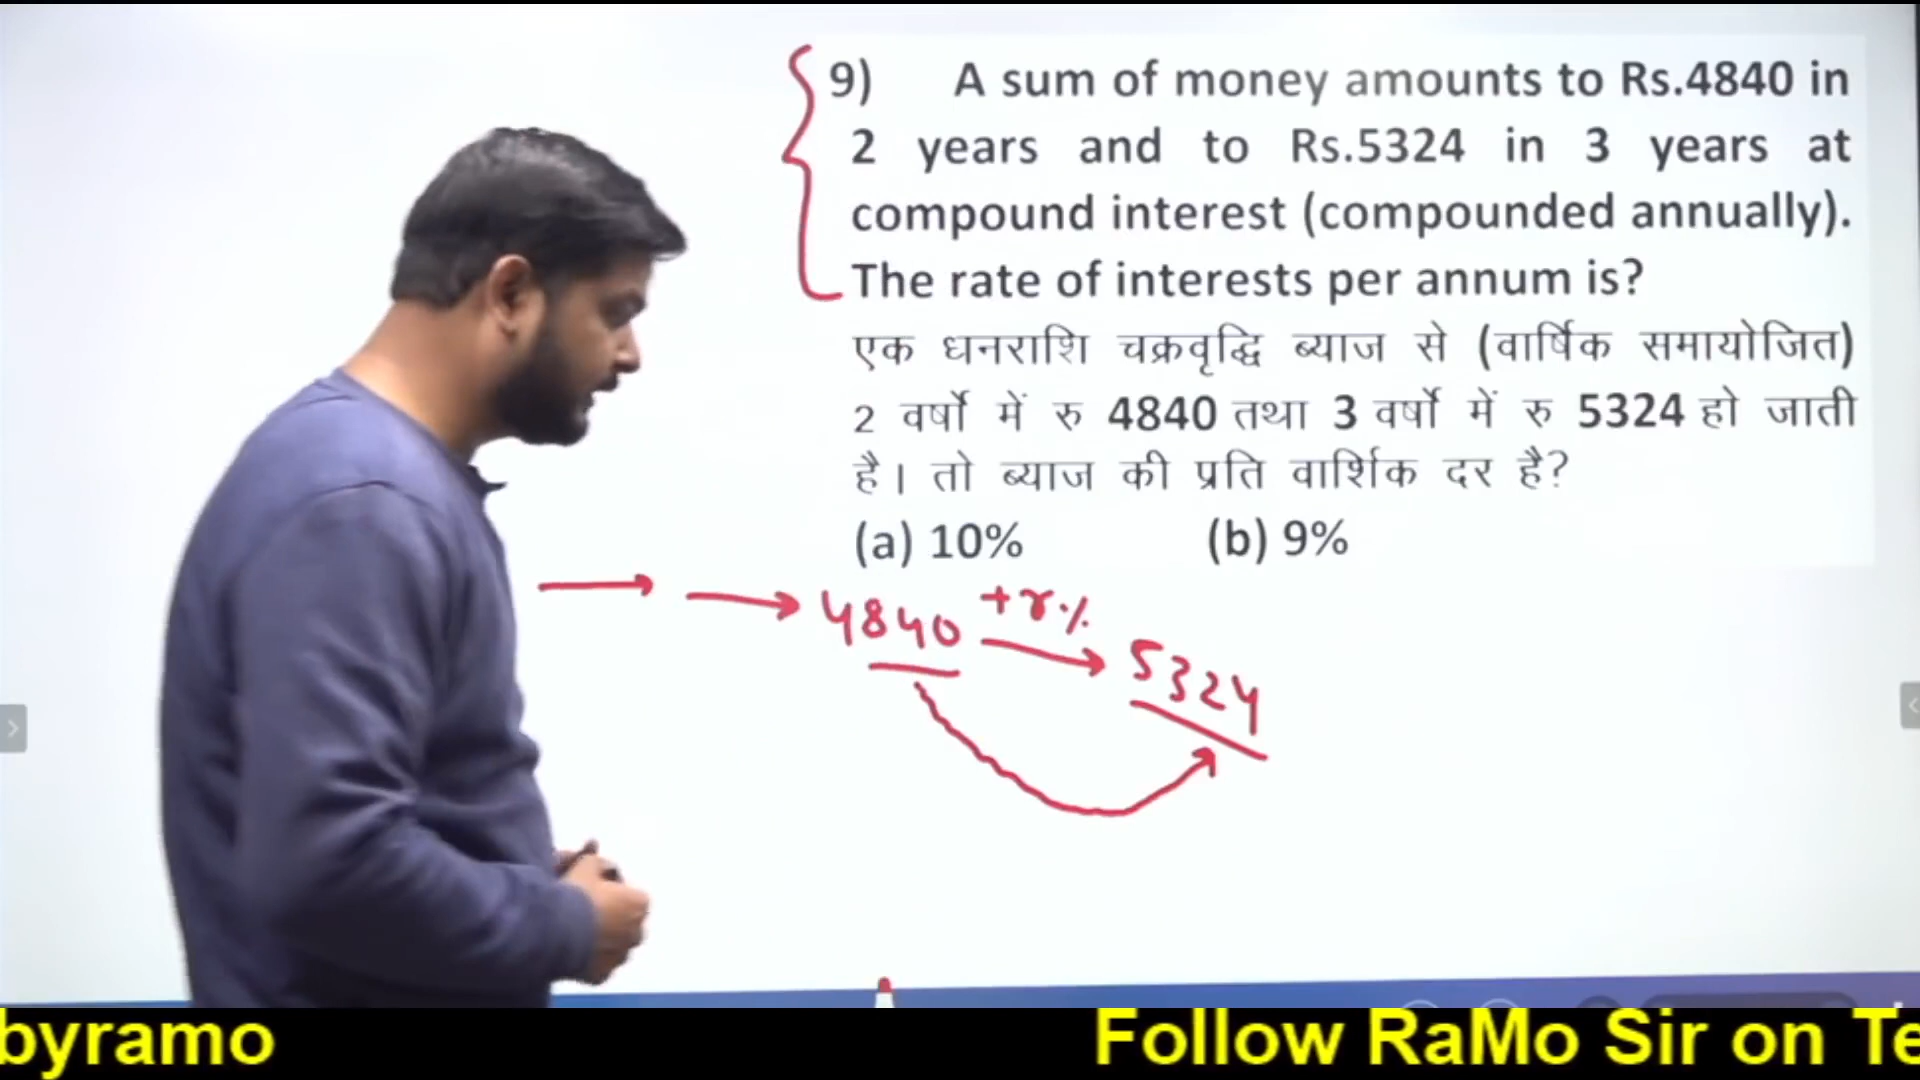 9) A sum of money amounts to Rs.4840 in
2 years and to Rs.5324 in 3 years at
compound interest (compounded annually).
The rate of interests per annum is?
एक धनराशि चक्रवृद्धि ब्याज से (वार्षिक समायोजित)
2 वर्षो में रु 4840 तथा 3 वर्षो में रु 5324 हो जाती
है। तो ब्याज की प्रति वार्शिक दर है?
(a) 10% (b) 9%
4840 +r% 5324
byramo Follow RaMo Sir on Te